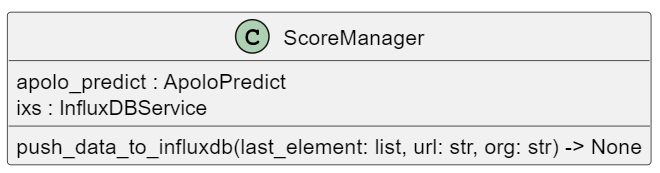 C ScoreManager
apolo_predict : ApoloPredict
ixs : InfluxDBService
push_data_to_influxdb(last_element: list, url: str, org: str) -> None